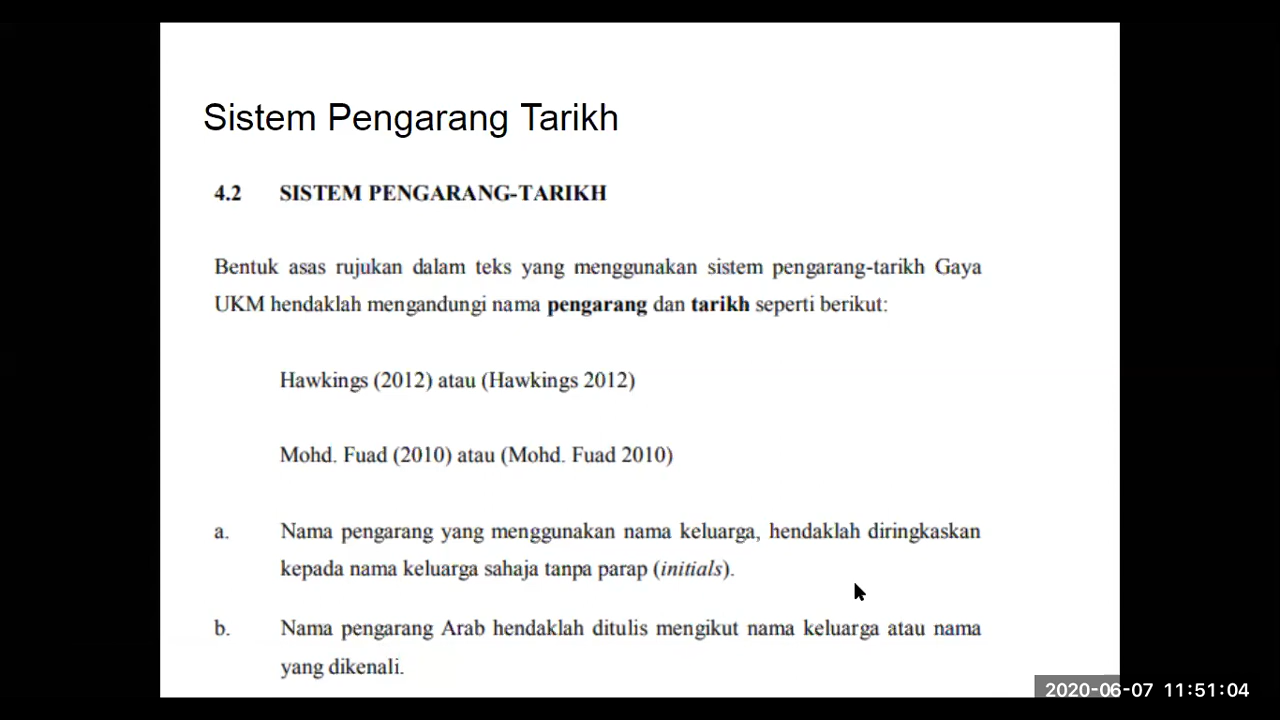 Sistem Pengarang Tarikh
4.2 SISTEM PENGARANG-TARIKH
Bentuk asas rujukan dalam teks yang menggunakan sistem pengarang-tarikh Gaya
UKM hendaklah mengandungi nama pengarang dan tarikh seperti berikut:
Hawkings (2012) atau (Hawkings 2012)
Mohd. Fuad (2010) atau (Mohd. Fuad 2010)
a. Nama pengarang yang menggunakan nama keluarga, hendaklah diringkaskan
kepada nama keluarga sahaja tanpa parap (initials).
b. Nama pengarang Arab hendaklah ditulis mengikut nama keluarga atau nama
yang dikenali.
2020-06-07 11:51:04